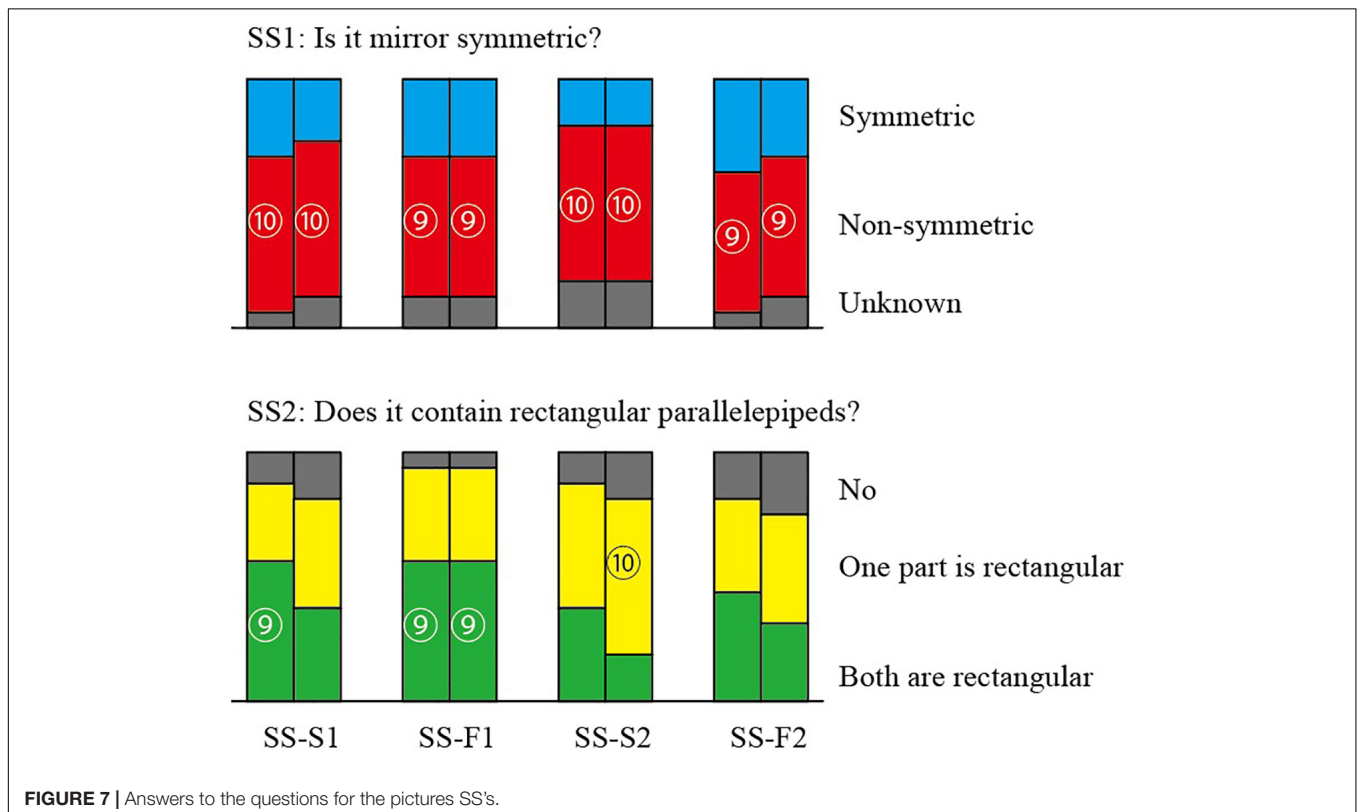 SS1: Is it mirror symmetric?
Symmetric
10 10 9 9 10 10 9 9
Non-symmetric
Unknown
SS2: Does it contain rectangular parallelepipeds?
No
10
One part is rectangular
9 9 9
Both are rectangular
SS-S1 SS-F1 SS-S2 SS-F2
FIGURE 7 | Answers to the questions for the pictures SS's.